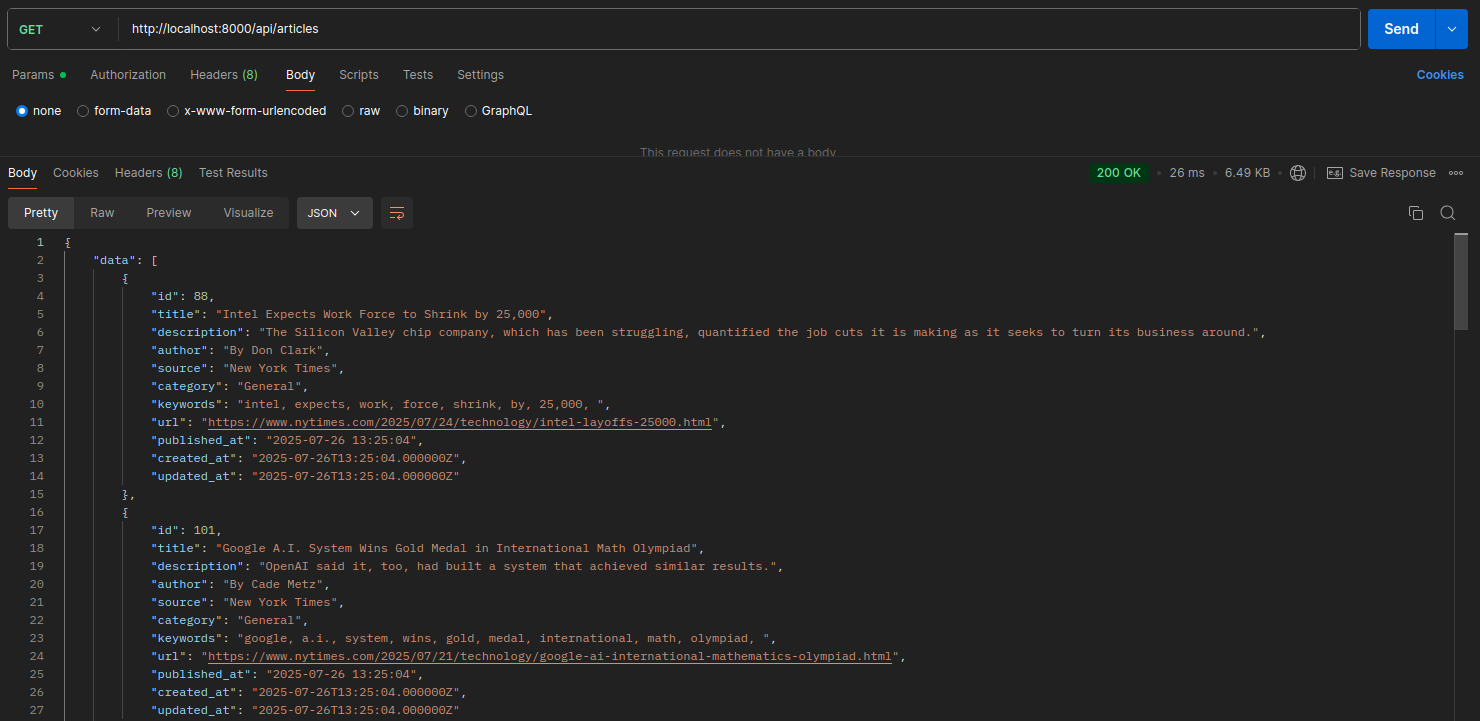 GET http://localhost:8000/api/articles Send
Params Authorization Headers (8) Body Scripts Tests Settings Cookies
none form-data x-www-form-urlencoded raw binary GraphQL
This request does not have a body
Body Cookies Headers (8) Test Results 200 OK 26 ms 6.49 KB e.g. Save Response
Pretty Raw Preview Visualize JSON
1 {
2 "data": [
3 {
4 "id": 88,
5 "title": "Intel Expects Work Force to Shrink by 25,000",
6 "description": "The Silicon Valley chip company, which has been struggling, quantified the job cuts it is making as it seeks to turn its business around.",
7 "author": "By Don Clark",
8 "source": "New York Times",
9 "category": "General",
10 "keywords": "intel, expects, work, force, shrink, by, 25,000, ",
11 "url": "https://www.nytimes.com/2025/07/24/technology/intel-layoffs-25000.html",
12 "published_at": "2025-07-26 13:25:04",
13 "created_at": "2025-07-26T13:25:04.000000Z",
14 "updated_at": "2025-07-26T13:25:04.000000Z"
15 },
16 {
17 "id": 101,
18 "title": "Google A.I. System Wins Gold Medal in International Math Olympiad",
19 "description": "OpenAI said it, too, had built a system that achieved similar results.",
20 "author": "By Cade Metz",
21 "source": "New York Times",
22 "category": "General",
23 "keywords": "google, a.i., system, wins, gold, medal, international, math, olympiad, ",
24 "url": "https://www.nytimes.com/2025/07/21/technology/google-ai-international-mathematics-olympiad.html",
25 "published_at": "2025-07-26 13:25:04",
26 "created_at": "2025-07-26T13:25:04.000000Z",
27 "updated_at": "2025-07-26T13:25:04.000000Z"